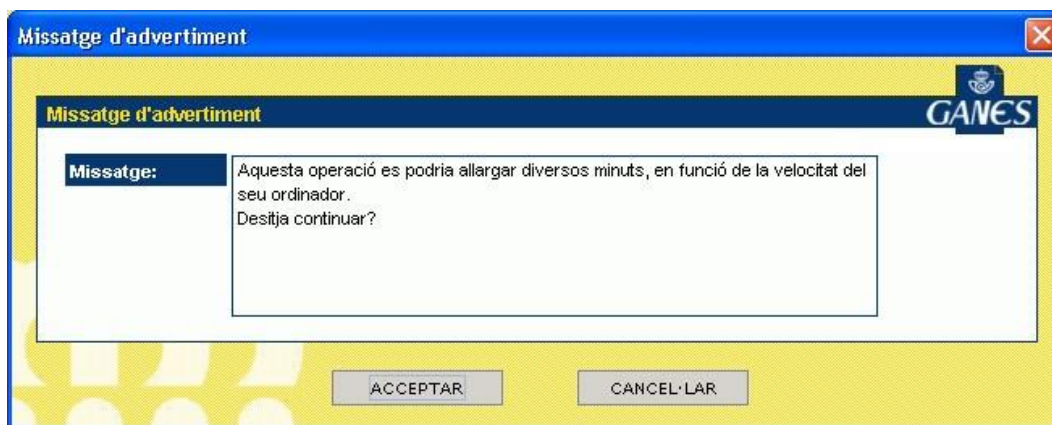 Missatge d'advertiment
GANЄS
Missatge d'advertiment
Missatge:
Aquesta operació es podria allargar diversos minuts, en funció de la velocitat del
seu ordinador.
Desitja continuar?
ACCEPTAR
CANCEL·LAR